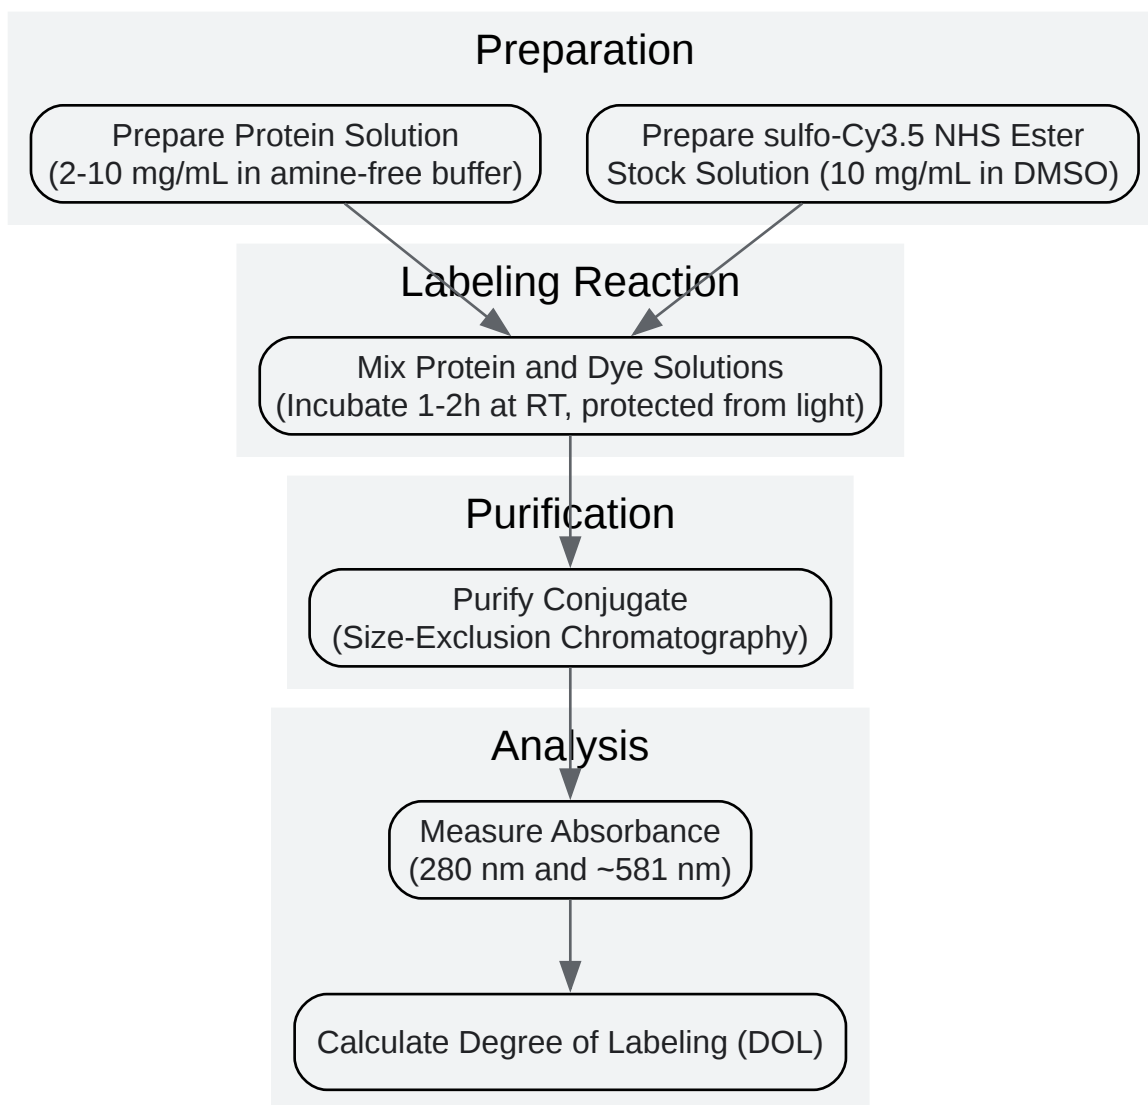 Preparation
Prepare Protein Solution
(2-10 mg/mL in amine-free buffer)
Prepare sulfo-Cy3.5 NHS Ester
Stock Solution (10 mg/mL in DMSO)
Labeling Reaction
Mix Protein and Dye Solutions
(Incubate 1-2h at RT, protected from light)
Purification
Purify Conjugate
(Size-Exclusion Chromatography)
Analysis
Measure Absorbance
(280 nm and ~581 nm)
Calculate Degree of Labeling (DOL)